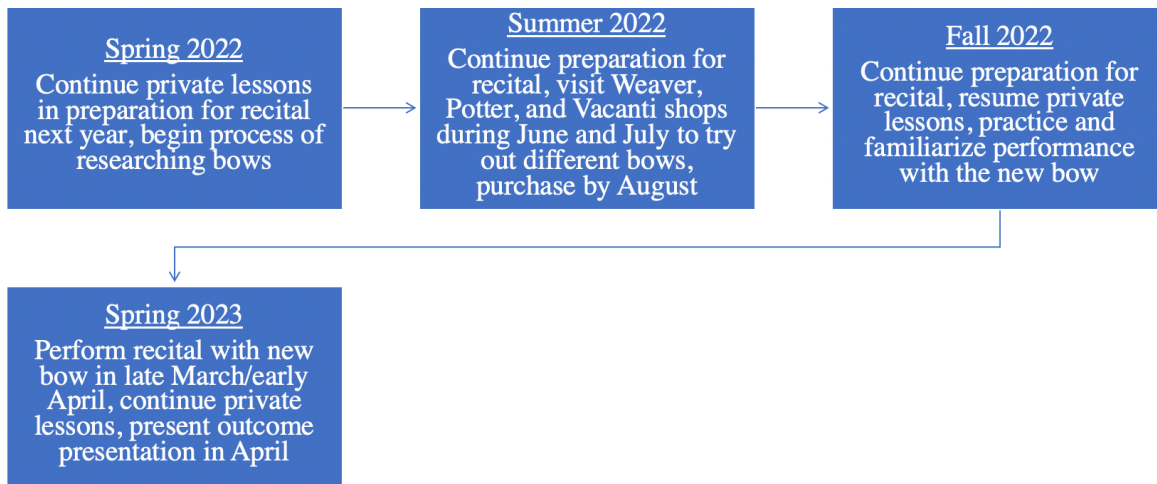 Spring 2022
Continue private lessons
in preparation for recital
next year, begin process of
researching bows
Summer 2022
Continue preparation for
recital, visit Weaver,
Potter, and Vacanti shops
during June and July to try
out different bows,
purchase by August
Fall 2022
Continue preparation for
recital, resume private
lessons, practice and
familiarize performance
with the new bow
Spring 2023
Perform recital with new
bow in late March/early
April, continue private
lessons, present outcome
presentation in April